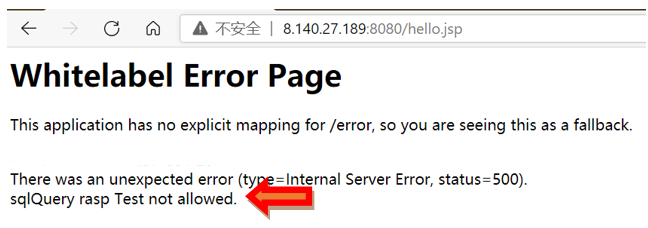 不安全 | 8.140.27.189:8080/hello.jsp
Whitelabel Error Page
This application has no explicit mapping for /error, so you are seeing this as a fallback.
There was an unexpected error (type=Internal Server Error, status=500).
sqlQuery rasp Test not allowed.